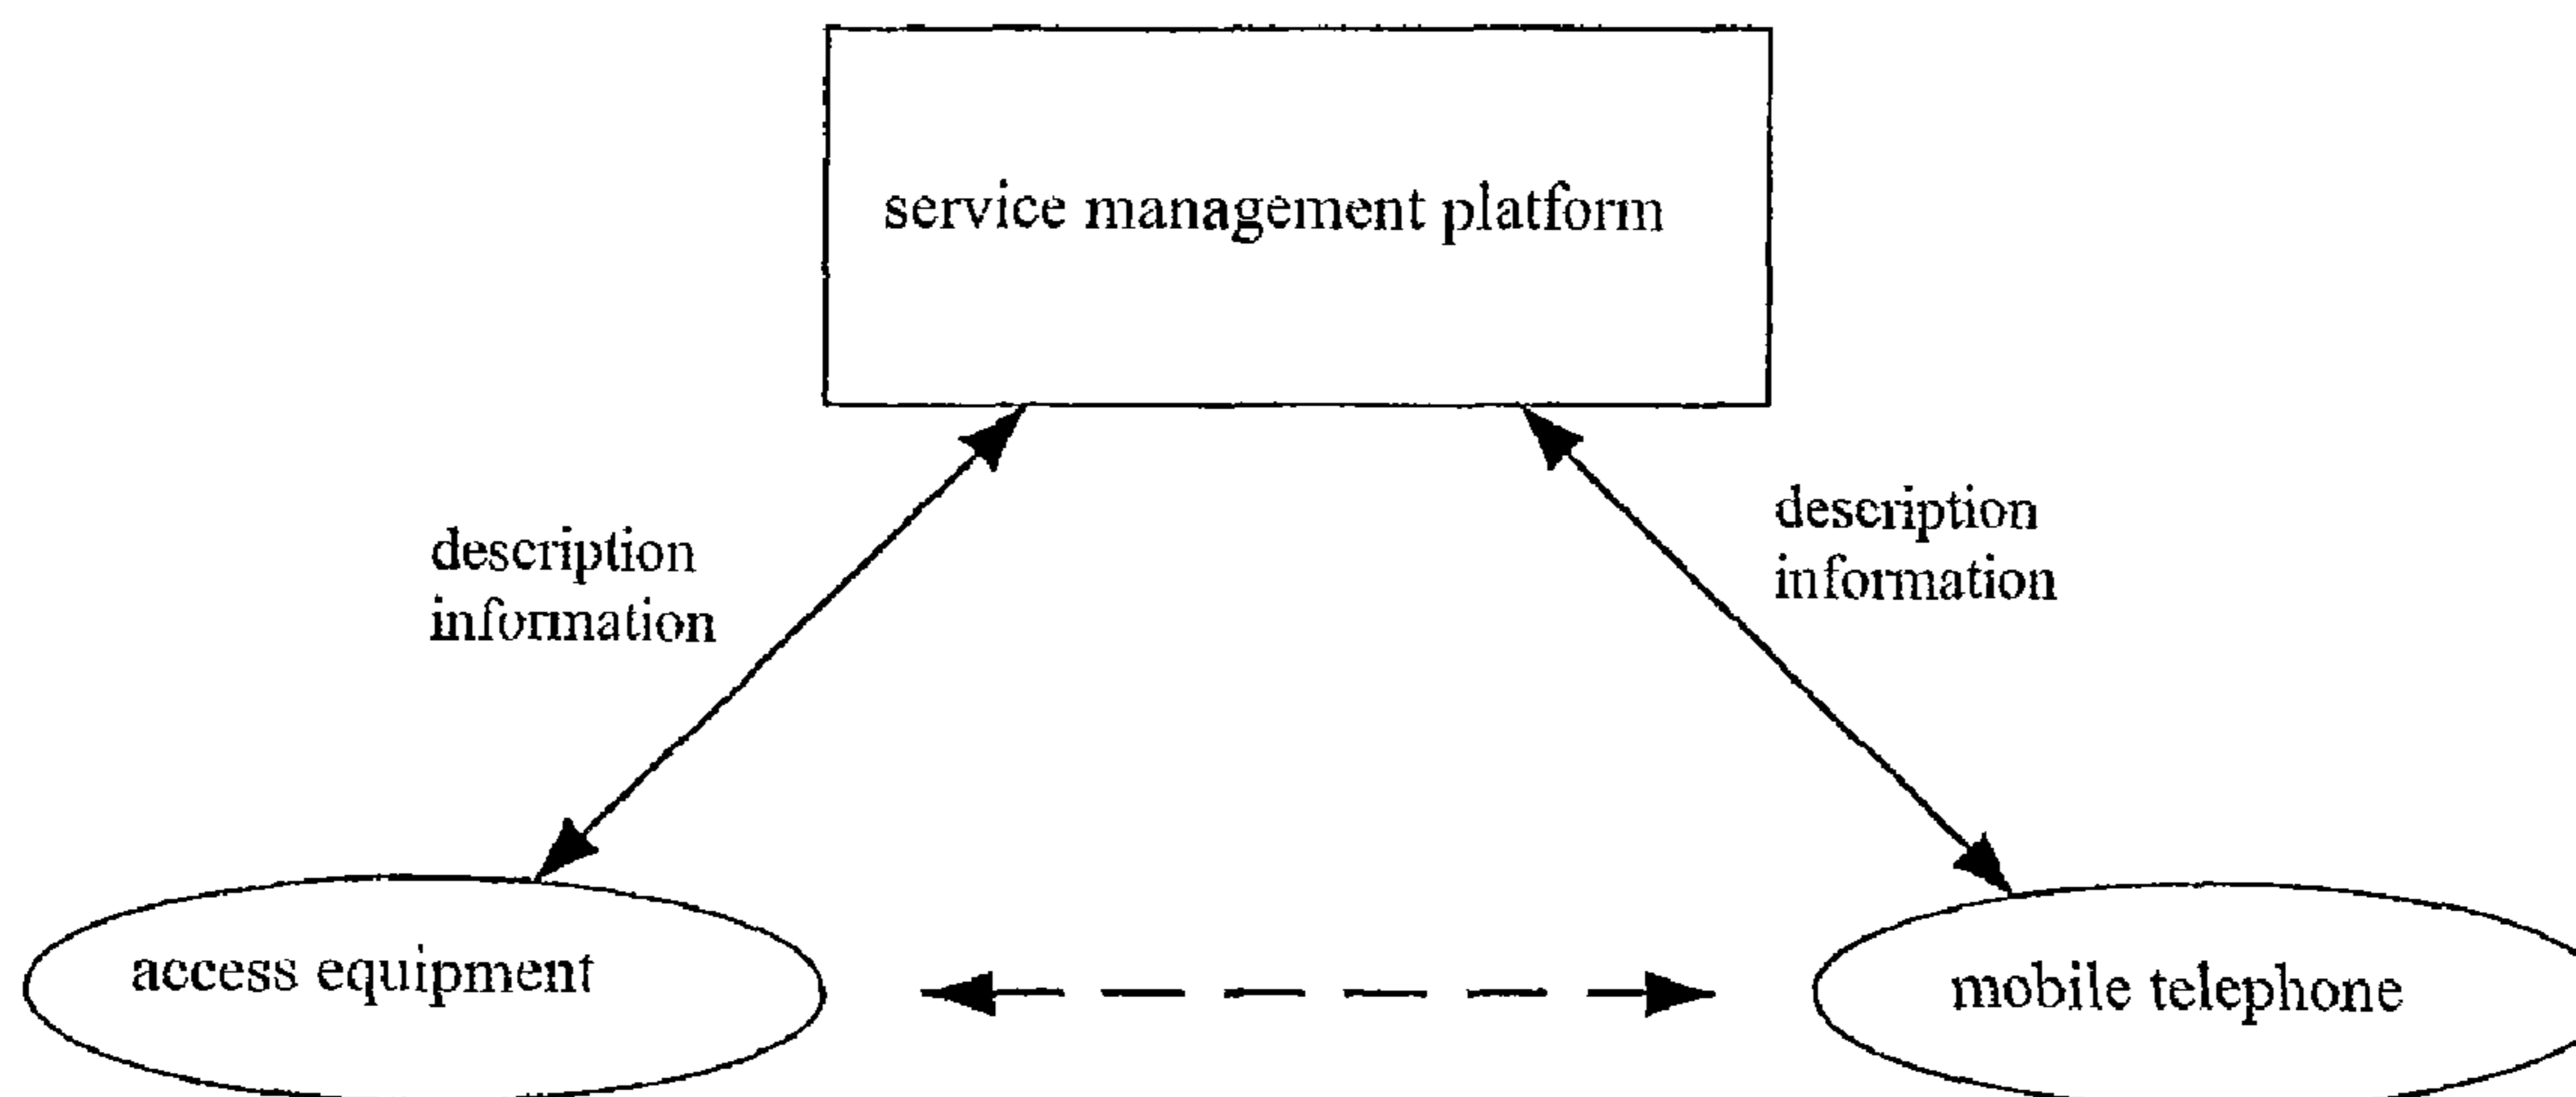 service management platform
description
information
description
information
access equipment
mobile telephone